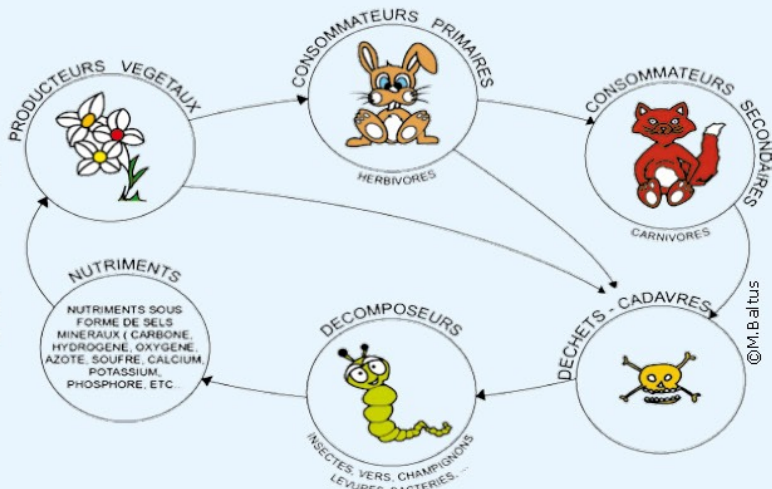 PRODUCTEURS VEGETAUX
CONSOMMATEURS PRIMAIRES
HERBIVORES
CONSOMMATEURS SECONDAIRES
CARNIVORES
NUTRIMENTS
NUTRIMENTS SOUS
FORME DE SELS
MINERAUX ( CARBONE,
HYDROGENE, OXYGENE,
AZOTE, SOUFRE, CALCIUM,
POTASSIUM,
PHOSPHORE, ETC..
DECOMPOSEURS
INSECTES, VERS, CHAMPIGNONS
LEVURES, BACTERIES, ...
DECHETS - CADAVRES
©M.Baltus